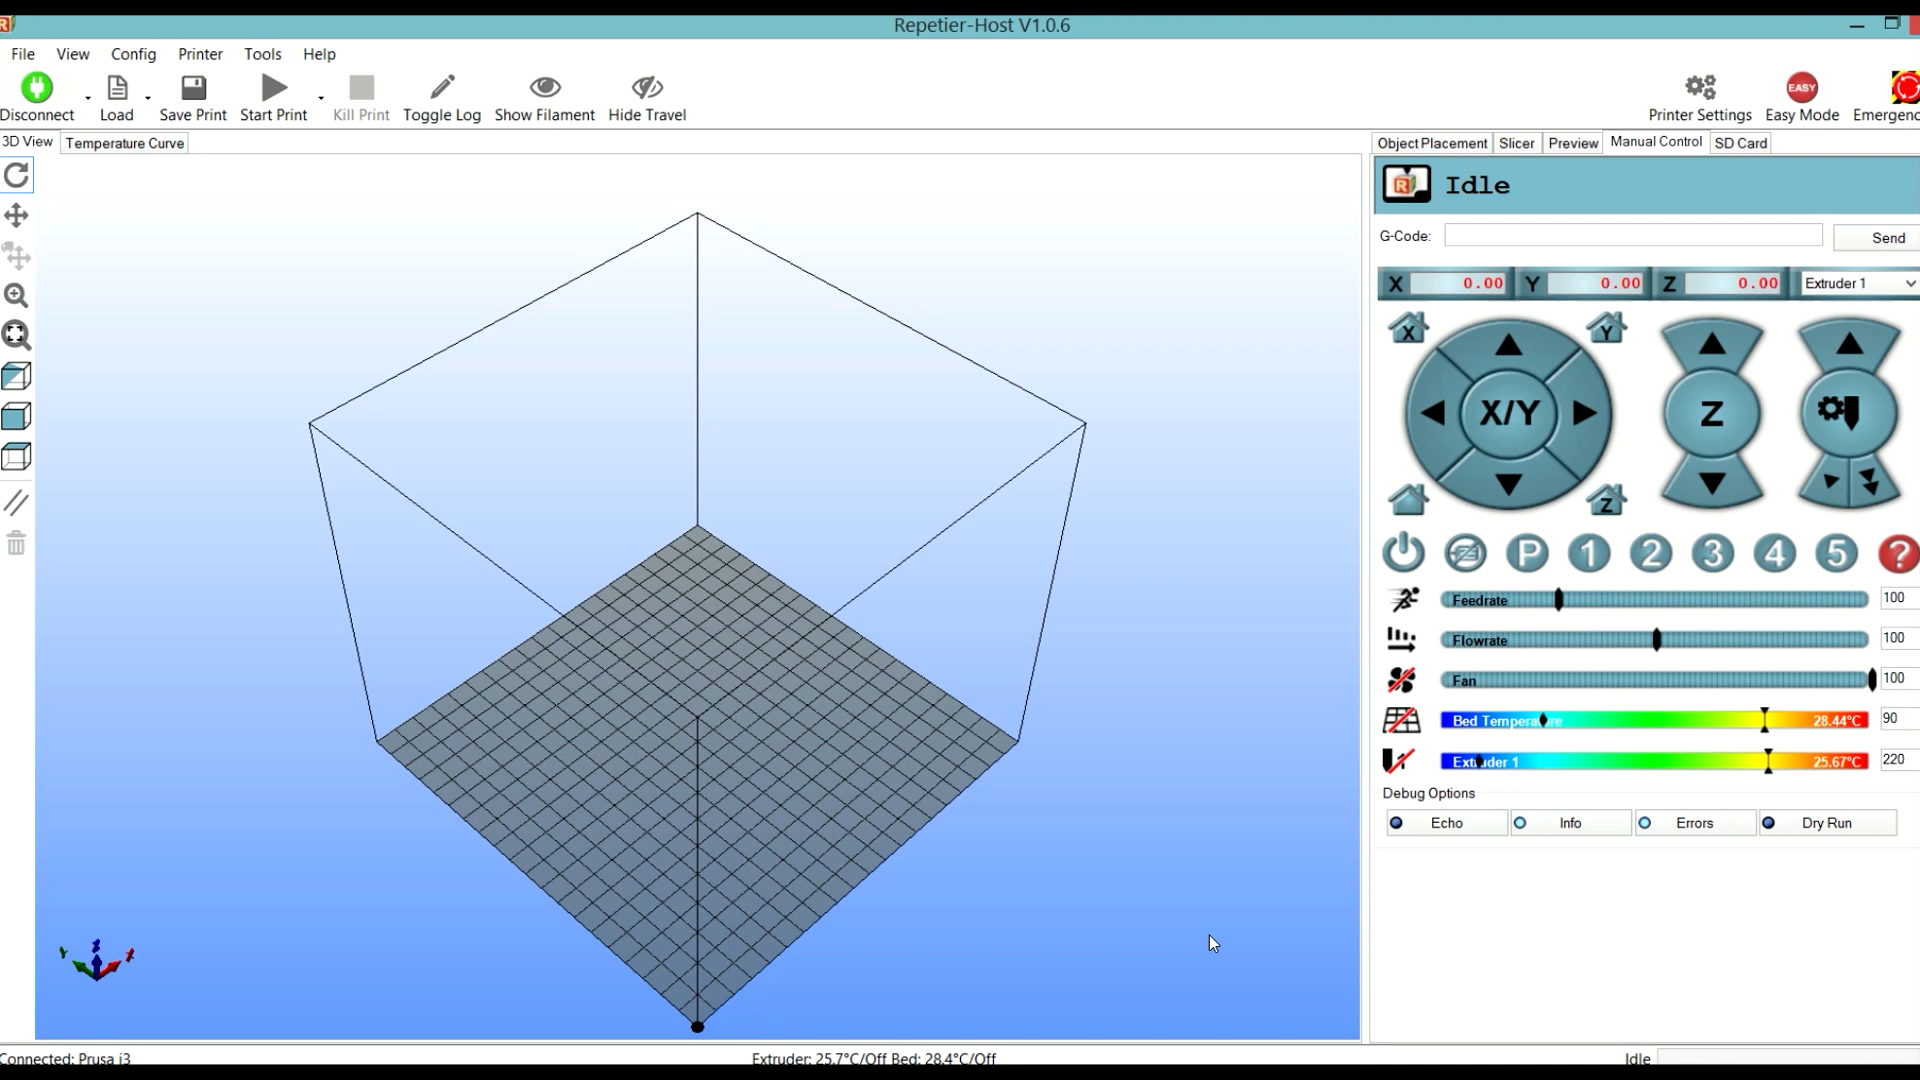 Repetier-Host V1.0.6
File View Config Printer Tools Help
Disconnect Load Save Print Start Print Kill Print Toggle Log Show Filament Hide Travel Printer Settings Easy Mode Emergenc
EASY
3D View Temperature Curve
Object Placement Slicer Preview Manual Control SD Card
R Idle
G-Code: Send
X 0.00 Y 0.00 Z 0.00 Extruder 1
X Y
X/Y Z
Z
P 1 2 3 4 5 ?
Feedrate 100
Flowrate 100
Fan 100
Bed Temperature 28.44°C 90
1 Extruder 1 25.67°C 220
Debug Options
Echo Info Errors Dry Run
Y Z X
Connected: Prusa i3 Extruder: 25.7°C/Off Bed: 28.4°C/Off Idle